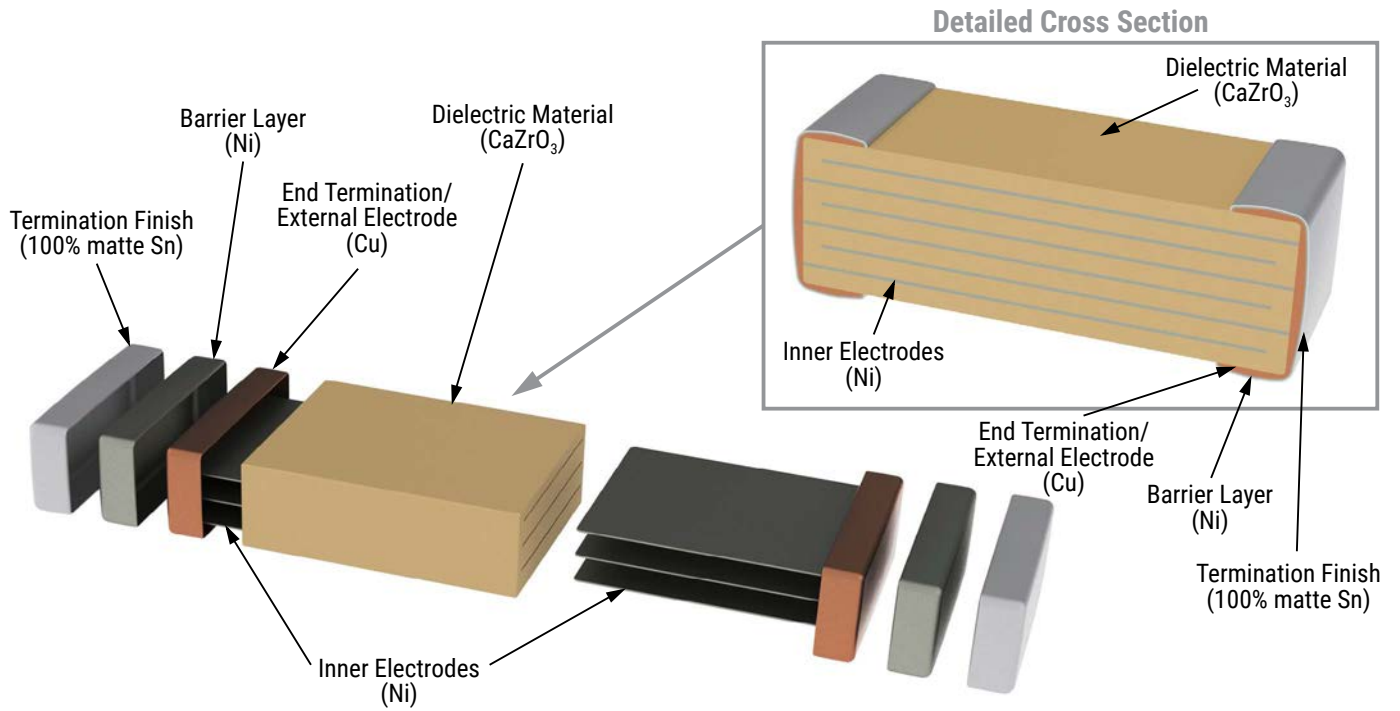 Detailed Cross Section
Dielectric Material
(CaZrO₃)
Inner Electrodes
(Ni)
End Termination/
External Electrode
(Cu)
Barrier Layer
(Ni)
Termination Finish
(100% matte Sn)
Dielectric Material
(CaZrO₃)
Barrier Layer
(Ni)
End Termination/
External Electrode
(Cu)
Termination Finish
(100% matte Sn)
Inner Electrodes
(Ni)